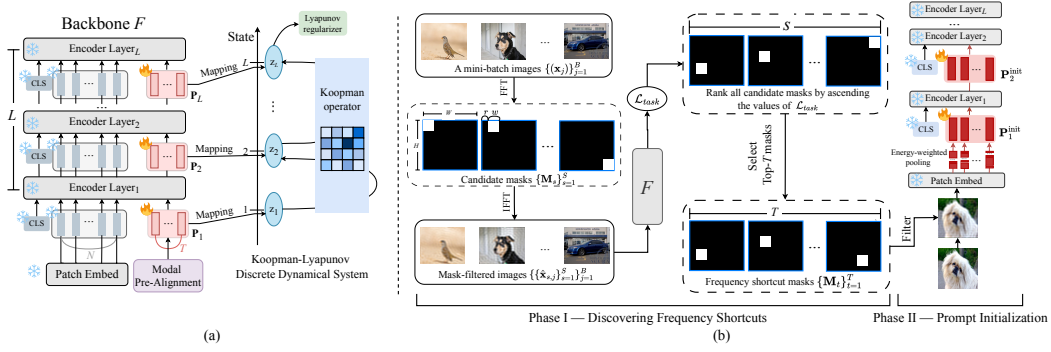 Backbone F
State
Lyapunov
regularizer
Encoder Layer_L
CLS
...
P_L
Mapping
L
z_L
L
...
...
Koopman
operator
Encoder Layer_2
CLS
...
P_2
Mapping
2
z_2
Encoder Layer_1
CLS
...
P_1
Mapping
1
z_1
N
T
Patch Embed
Modal
Pre-Alignment
Koopman-Lyapunov
Discrete Dynamical System
(a)
...
A mini-batch images {(x_j)}_{j=1}^B
FFT
w
r w
H
...
Candidate masks {M_s}_{s=1}^S
IFFT
...
Mask-filtered images {{x̂_{s,j}}_{s=1}^S}_{j=1}^B
L_task
F
S
...
Rank all candidate masks by ascending
the values of L_task
Select
Top-T masks
T
...
Frequency shortcut masks {M_t}_{t=1}^T
Filter
Encoder Layer_L
...
Encoder Layer_2
CLS
...
P_2^init
Encoder Layer_1
CLS
...
P_1^init
Energy-weighted
pooling
...
Patch Embed
Phase I — Discovering Frequency Shortcuts
Phase II — Prompt Initialization
(b)